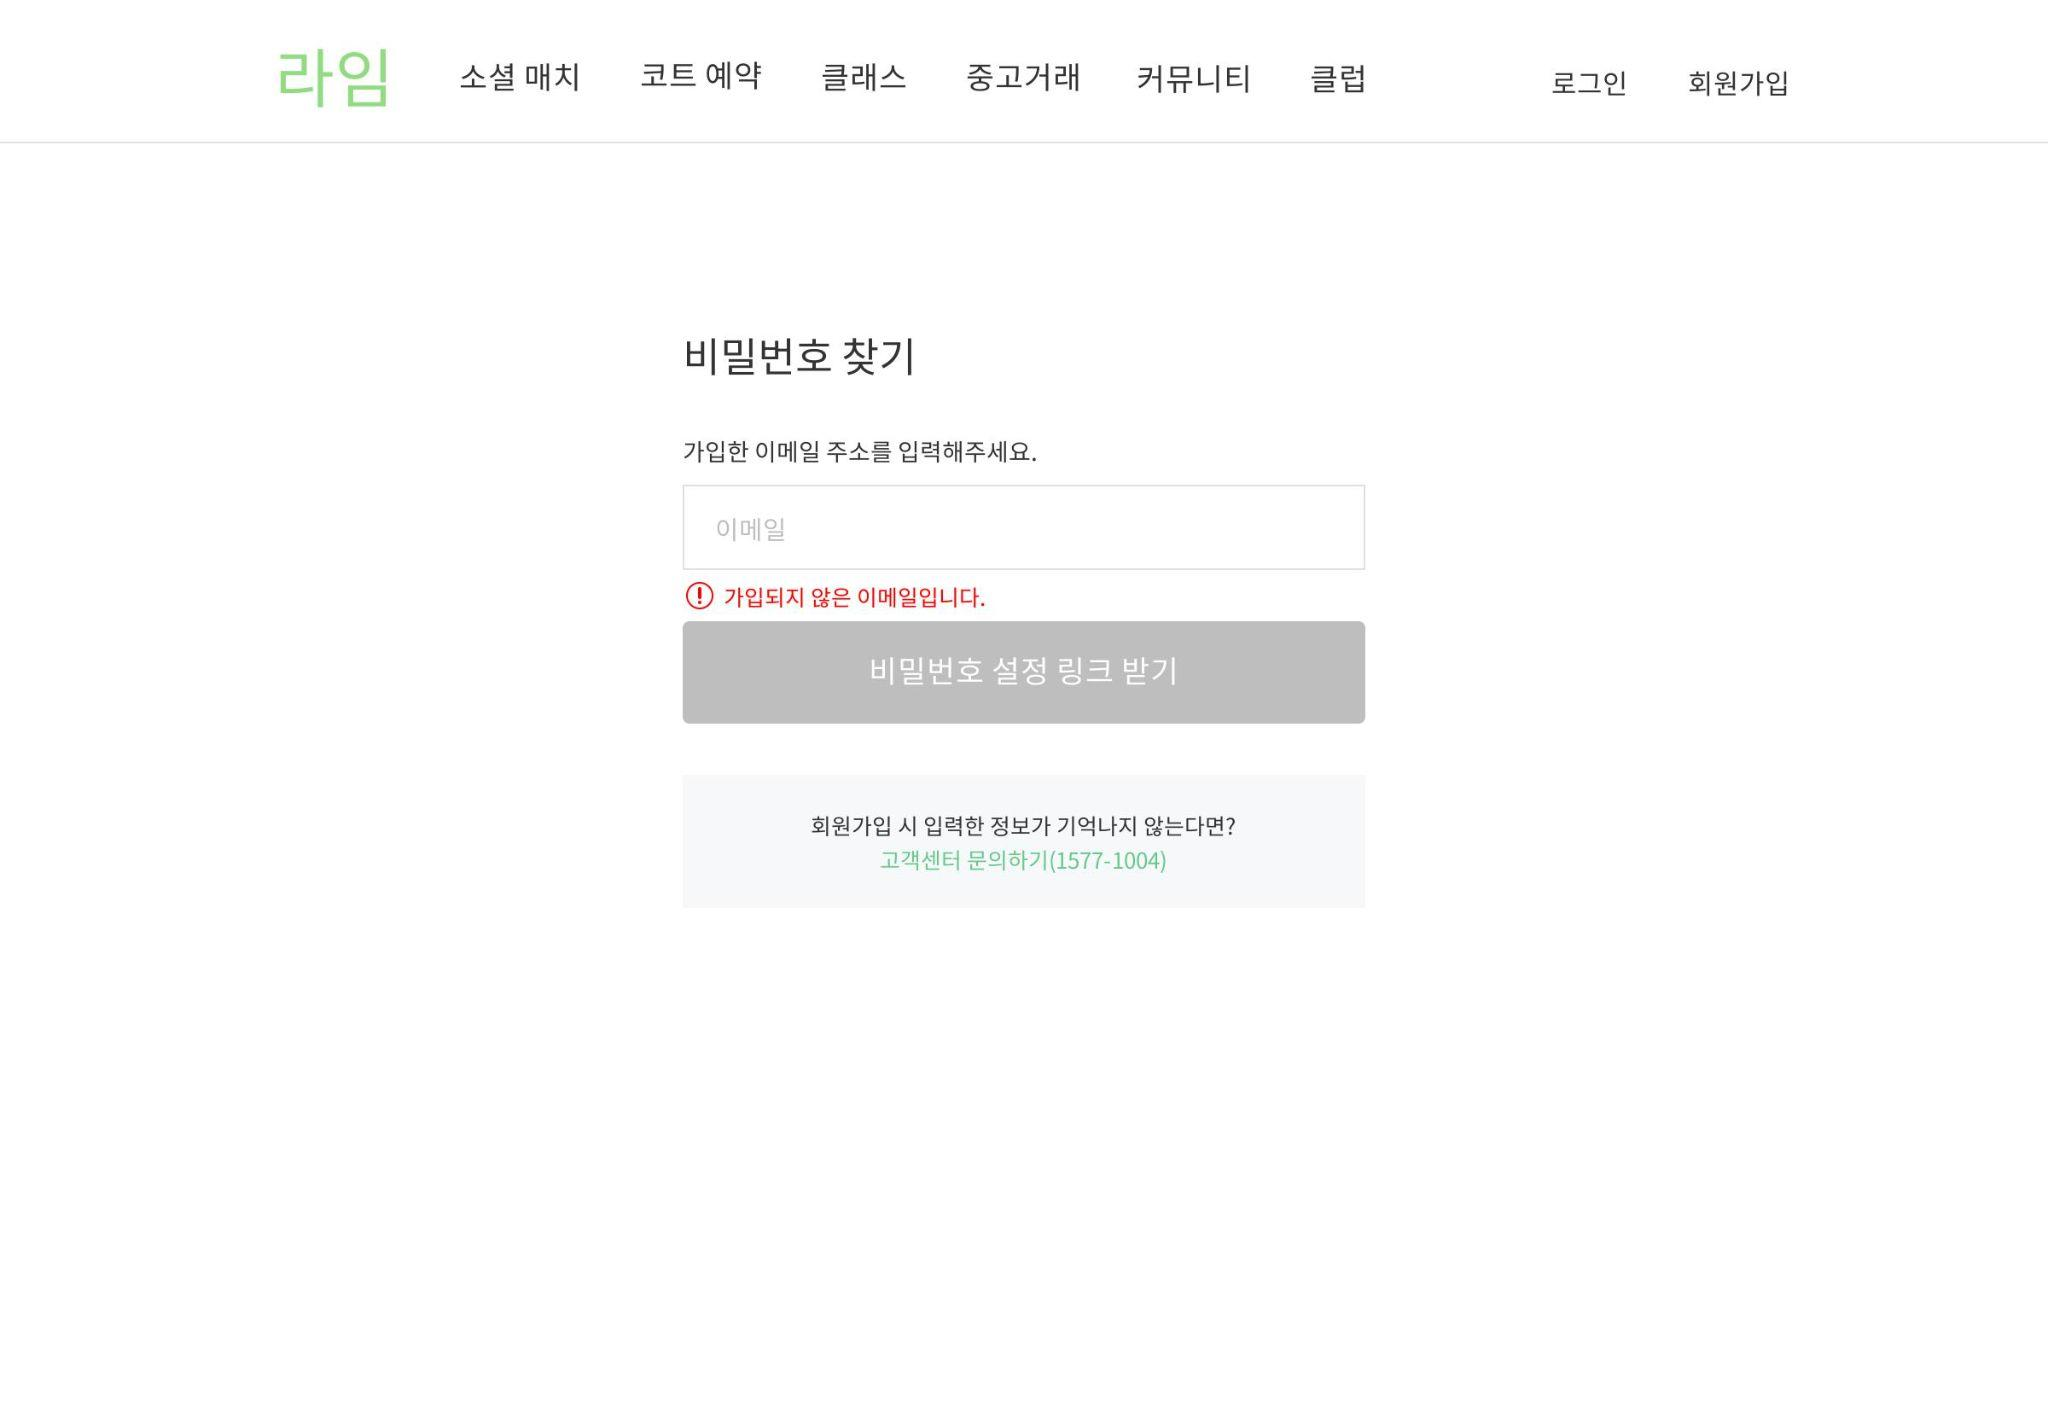 라임 소셜 매치 코트 예약 클래스 중고거래 커뮤니티 클럽 로그인 회원가입
비밀번호 찾기
가입한 이메일 주소를 입력해주세요.
이메일
가입되지 않은 이메일입니다.
비밀번호 설정 링크 받기
회원가입 시 입력한 정보가 기억나지 않는다면?
고객센터 문의하기(1577-1004)